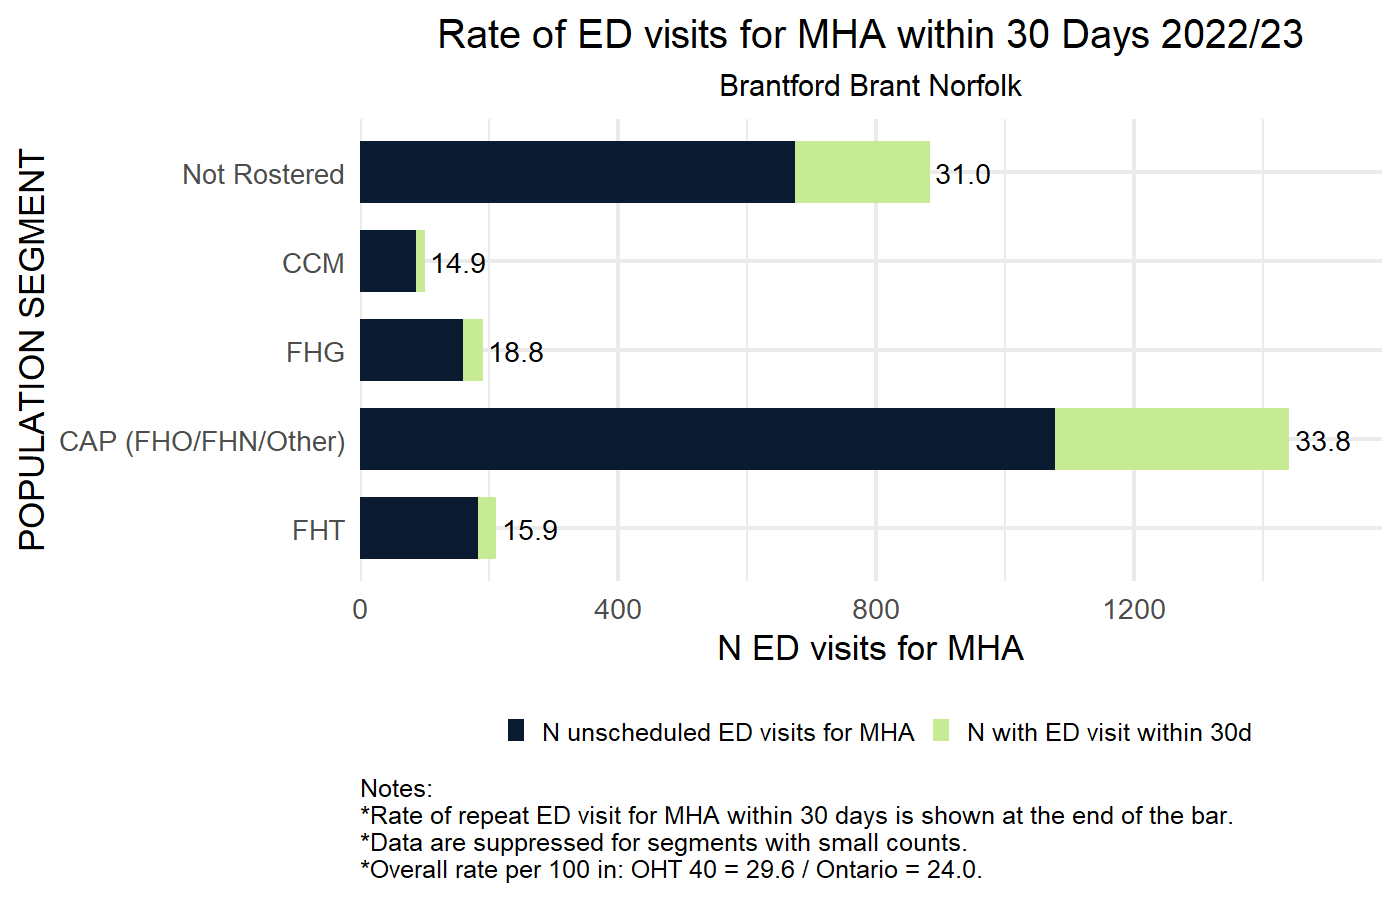 Rate of ED visits for MHA within 30 Days 2022/23
Brantford Brant Norfolk
POPULATION SEGMENT
Not Rostered
31.0
CCM
14.9
FHG
18.8
CAP (FHO/FHN/Other)
33.8
FHT
15.9
0 400 800 1200
N ED visits for MHA
N unscheduled ED visits for MHA N with ED visit within 30d
Notes:
*Rate of repeat ED visit for MHA within 30 days is shown at the end of the bar.
*Data are suppressed for segments with small counts.
*Overall rate per 100 in: OHT 40 = 29.6 / Ontario = 24.0.